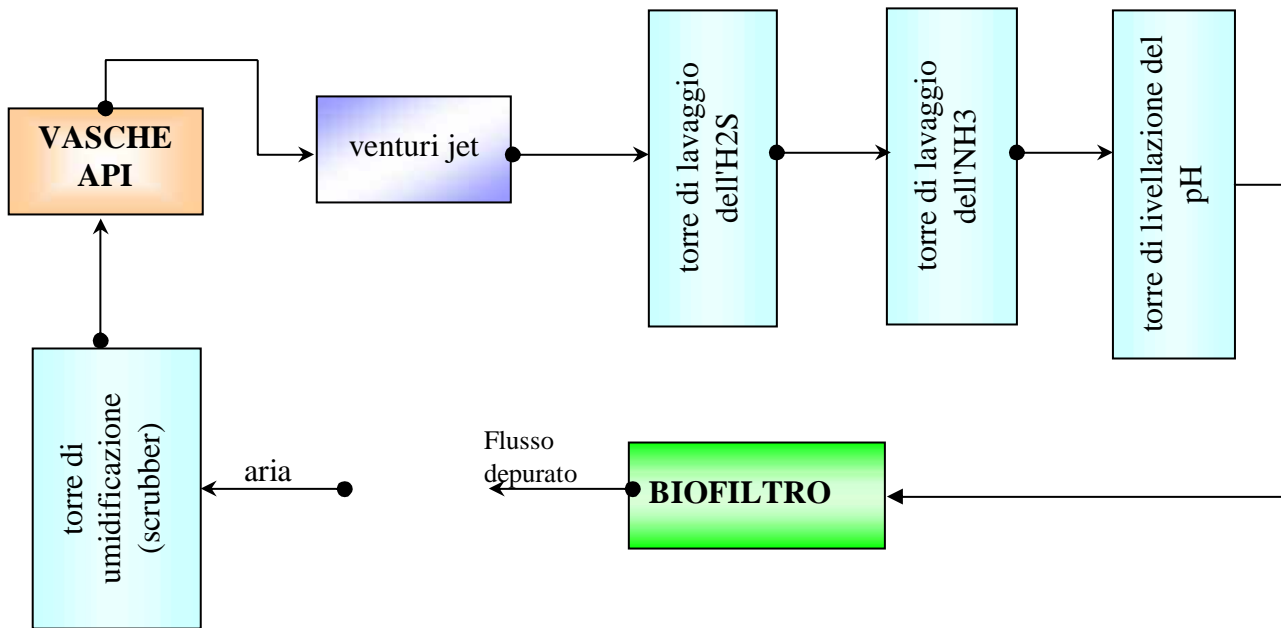 VASCHE
API
venturi jet
torre di lavaggio
dell'H2S
torre di lavaggio
dell'NH3
torre di livellazione del
pH
torre di
umidificazione
(scrubber)
aria
Flusso
depurato
BIOFILTRO